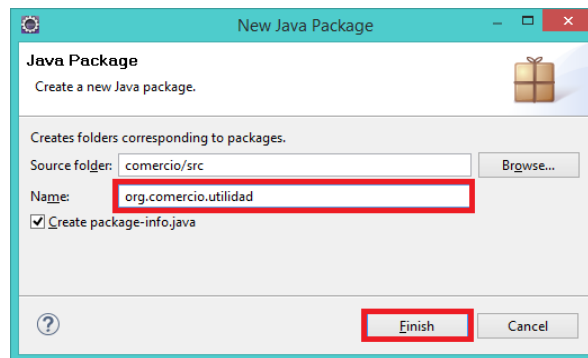 New Java Package
Java Package
Create a new Java package.
Creates folders corresponding to packages.
Source folder: comercio/src Browse...
Name: org.comercio.utilidad
Create package-info.java
? Finish Cancel